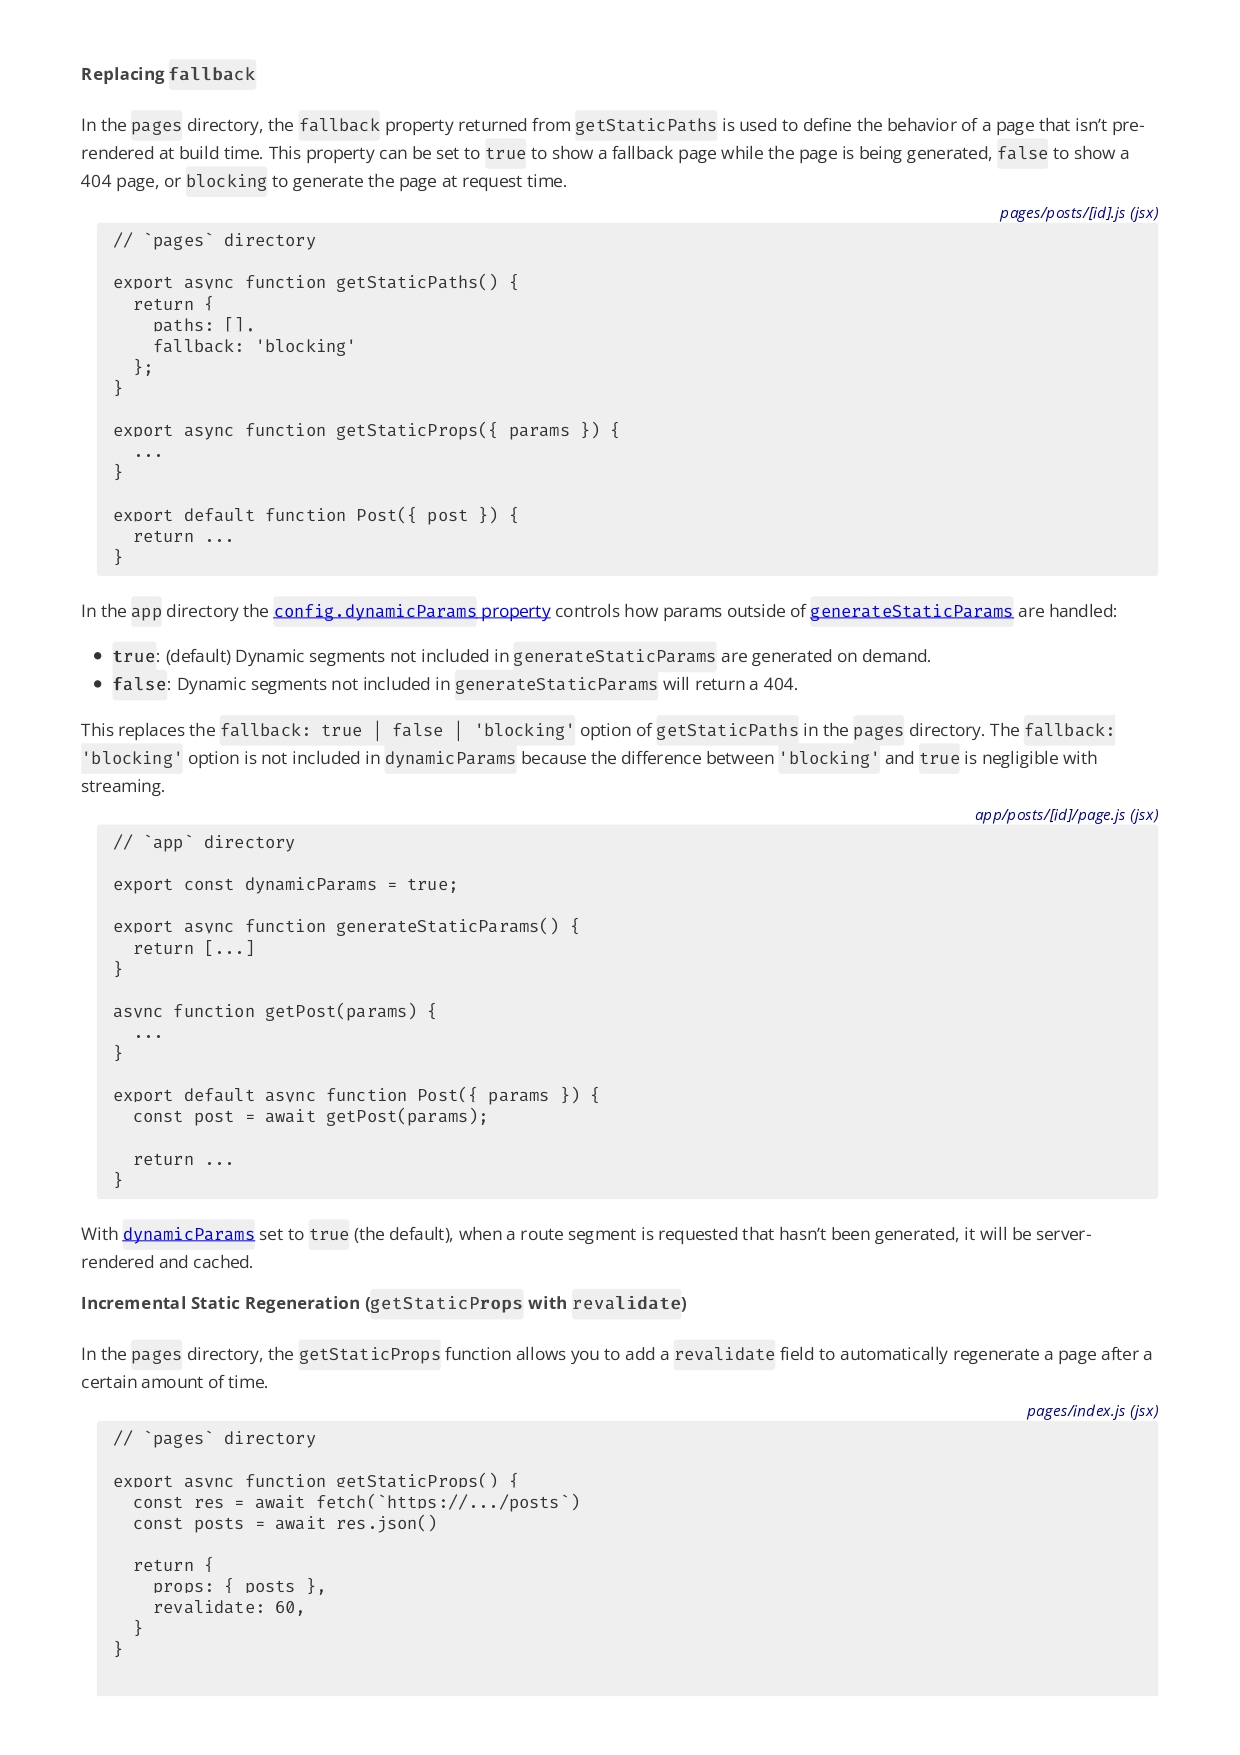 Replacing fallback
In the pages directory, the fallback property returned from getStaticPaths is used to define the behavior of a page that isn’t pre-
rendered at build time. This property can be set to true to show a fallback page while the page is being generated, false to show a
404 page, or blocking to generate the page at request time.
pages/posts/[id].js (jsx)
// `pages` directory
export async function getStaticPaths() {
  return {
    paths: [],
    fallback: 'blocking'
  };
}
export async function getStaticProps({ params }) {
  ...
}
export default function Post({ post }) {
  return ...
}
In the app directory the config.dynamicParams property controls how params outside of generateStaticParams are handled:
● true: (default) Dynamic segments not included in generateStaticParams are generated on demand.
● false: Dynamic segments not included in generateStaticParams will return a 404.
This replaces the fallback: true | false | 'blocking' option of getStaticPaths in the pages directory. The fallback:
'blocking' option is not included in dynamicParams because the difference between 'blocking' and true is negligible with
streaming.
app/posts/[id]/page.js (jsx)
// `app` directory
export const dynamicParams = true;
export async function generateStaticParams() {
  return [...]
}
async function getPost(params) {
  ...
}
export default async function Post({ params }) {
  const post = await getPost(params);
  return ...
}
With dynamicParams set to true (the default), when a route segment is requested that hasn’t been generated, it will be server-
rendered and cached.
Incremental Static Regeneration (getStaticProps with revalidate)
In the pages directory, the getStaticProps function allows you to add a revalidate field to automatically regenerate a page after a
certain amount of time.
pages/index.js (jsx)
// `pages` directory
export async function getStaticProps() {
  const res = await fetch(`https://.../posts`)
  const posts = await res.json()
  return {
    props: { posts },
    revalidate: 60,
  }
}